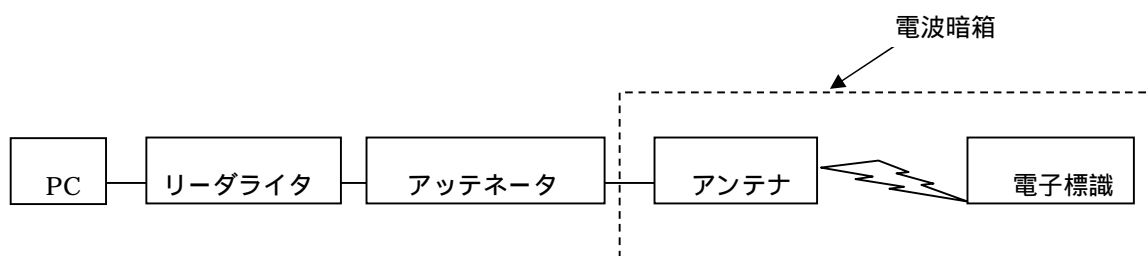 電波暗箱
PC
リーダライタ
アッテネータ
アンテナ
電子標識